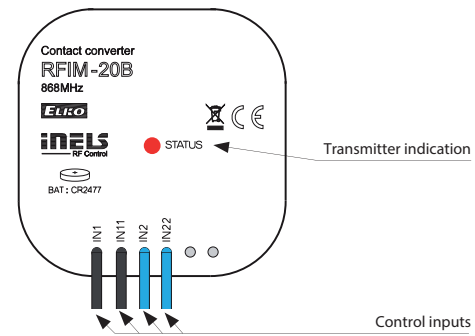 Contact converter
RFIM-20B
868MHz
ELKO
iNELS
RF Control
BAT : CR2477
CE
STATUS
Transmitter indication
IN1
IN11
IN2
IN22
Control inputs